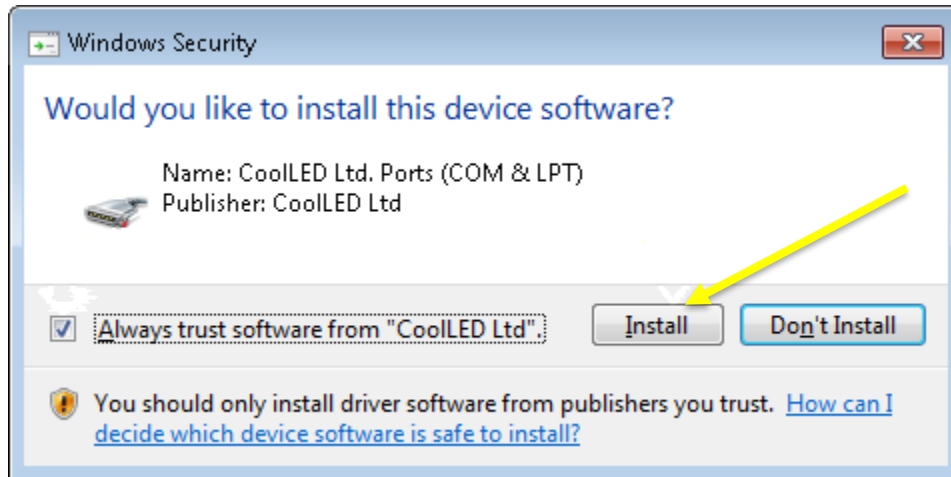 Windows Security
Would you like to install this device software?
Name: CoolLED Ltd. Ports (COM & LPT)
Publisher: CoolLED Ltd
Always trust software from "CoolLED Ltd".
Install
Don't Install
You should only install driver software from publishers you trust. How can I
decide which device software is safe to install?